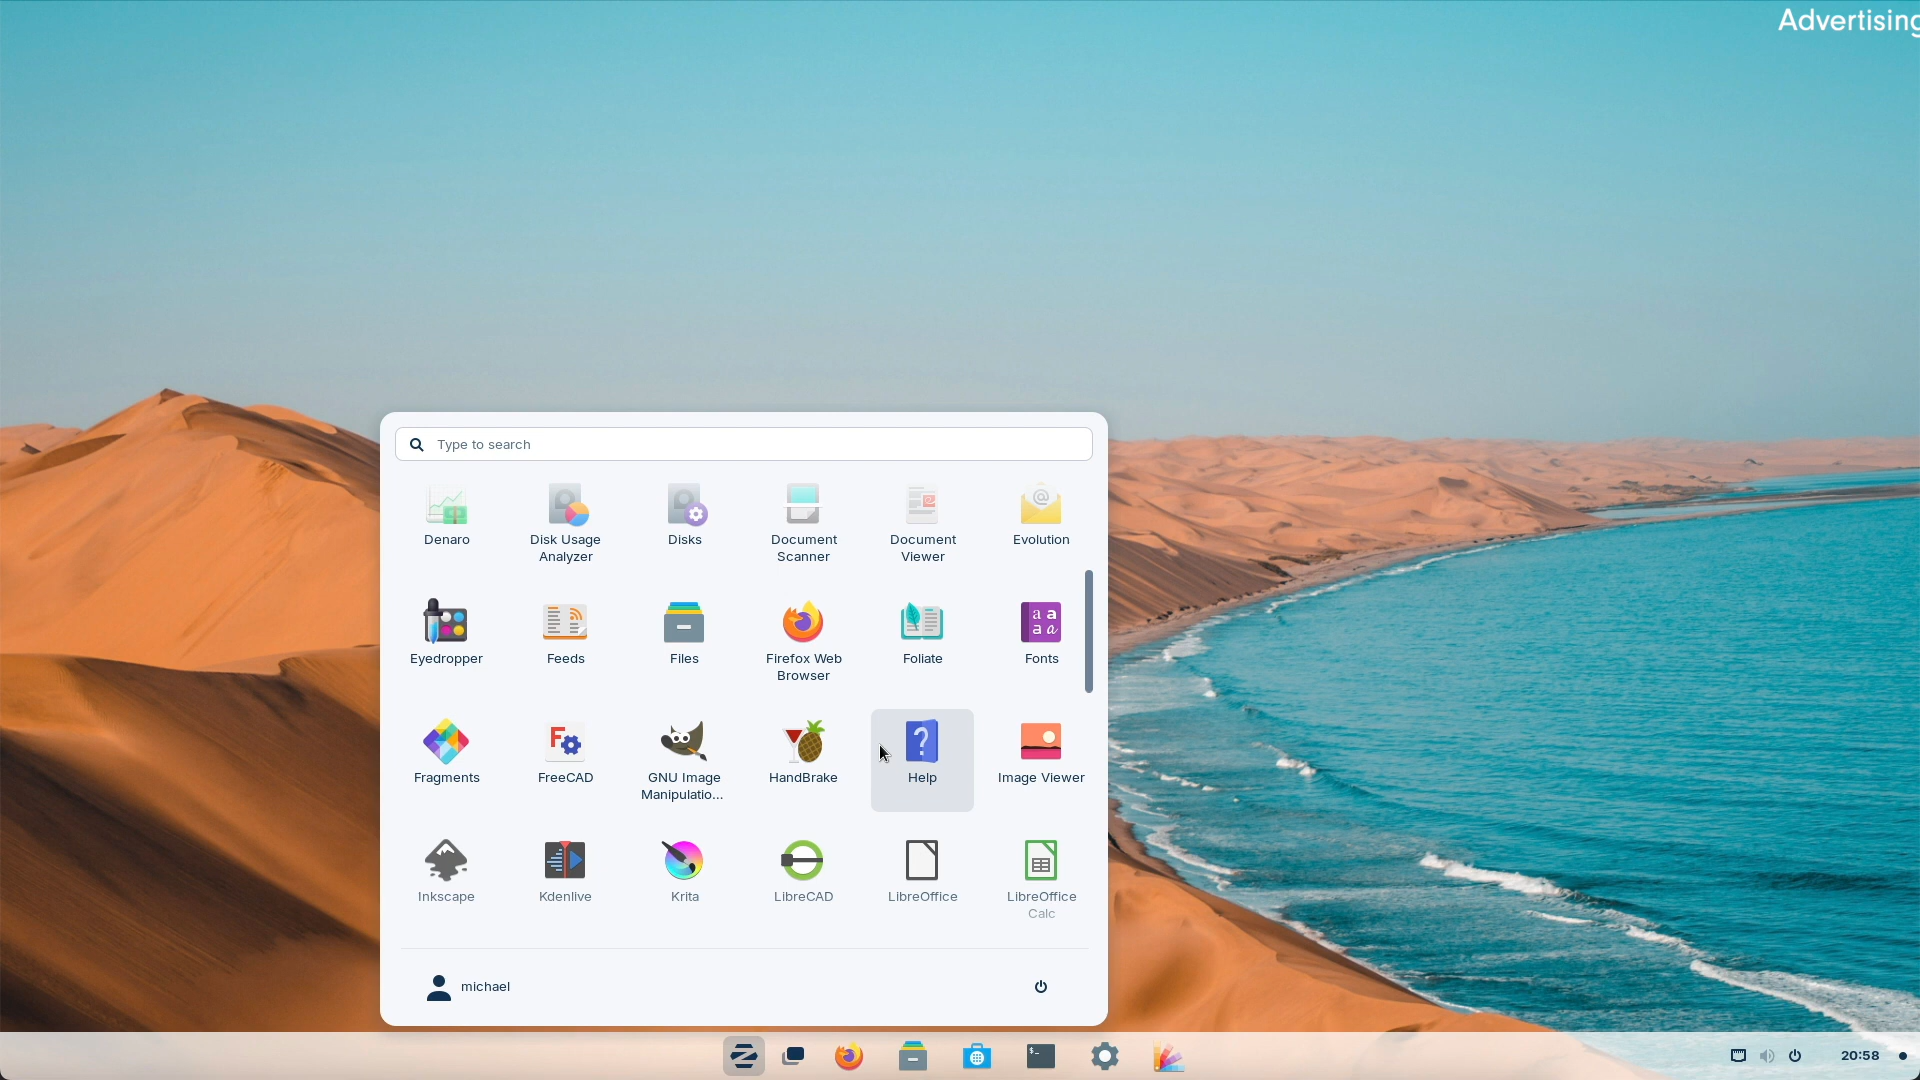 Advertising
Type to search
Denaro
Disk Usage
Analyzer
Disks
Document
Scanner
Document
Viewer
Evolution
Eyedropper
Feeds
Files
Firefox Web
Browser
Foliate
Fonts
Fragments
FreeCAD
GNU Image
Manipulatio...
HandBrake
Help
Image Viewer
Inkscape
Kdenlive
Krita
LibreCAD
LibreOffice
LibreOffice
Calc
michael
20:58